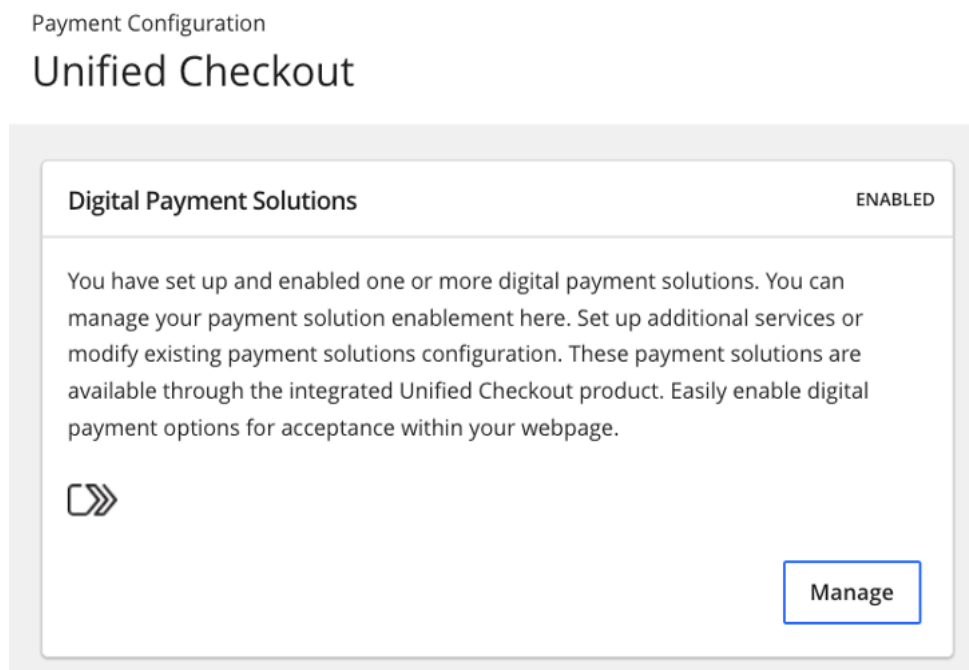 Payment Configuration
Unified Checkout
Digital Payment Solutions
ENABLED
You have set up and enabled one or more digital payment solutions. You can
manage your payment solution enablement here. Set up additional services or
modify existing payment solutions configuration. These payment solutions are
available through the integrated Unified Checkout product. Easily enable digital
payment options for acceptance within your webpage.
Manage